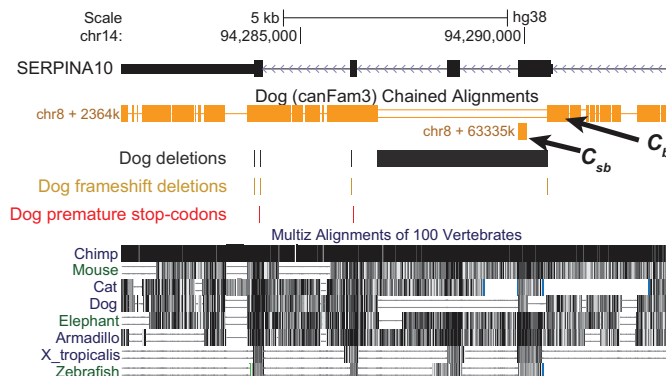 Scale 5 kb hg38
chr14: 94,285,000 94,290,000
SERPINA10
Dog (canFam3) Chained Alignments
chr8 + 2364k
chr8 + 63335k
C_b
C_sb
Dog deletions
Dog frameshift deletions
Dog premature stop-codons
Multiz Alignments of 100 Vertebrates
Chimp
Mouse
Cat
Dog
Elephant
Armadillo
X_tropicalis
Zebrafish